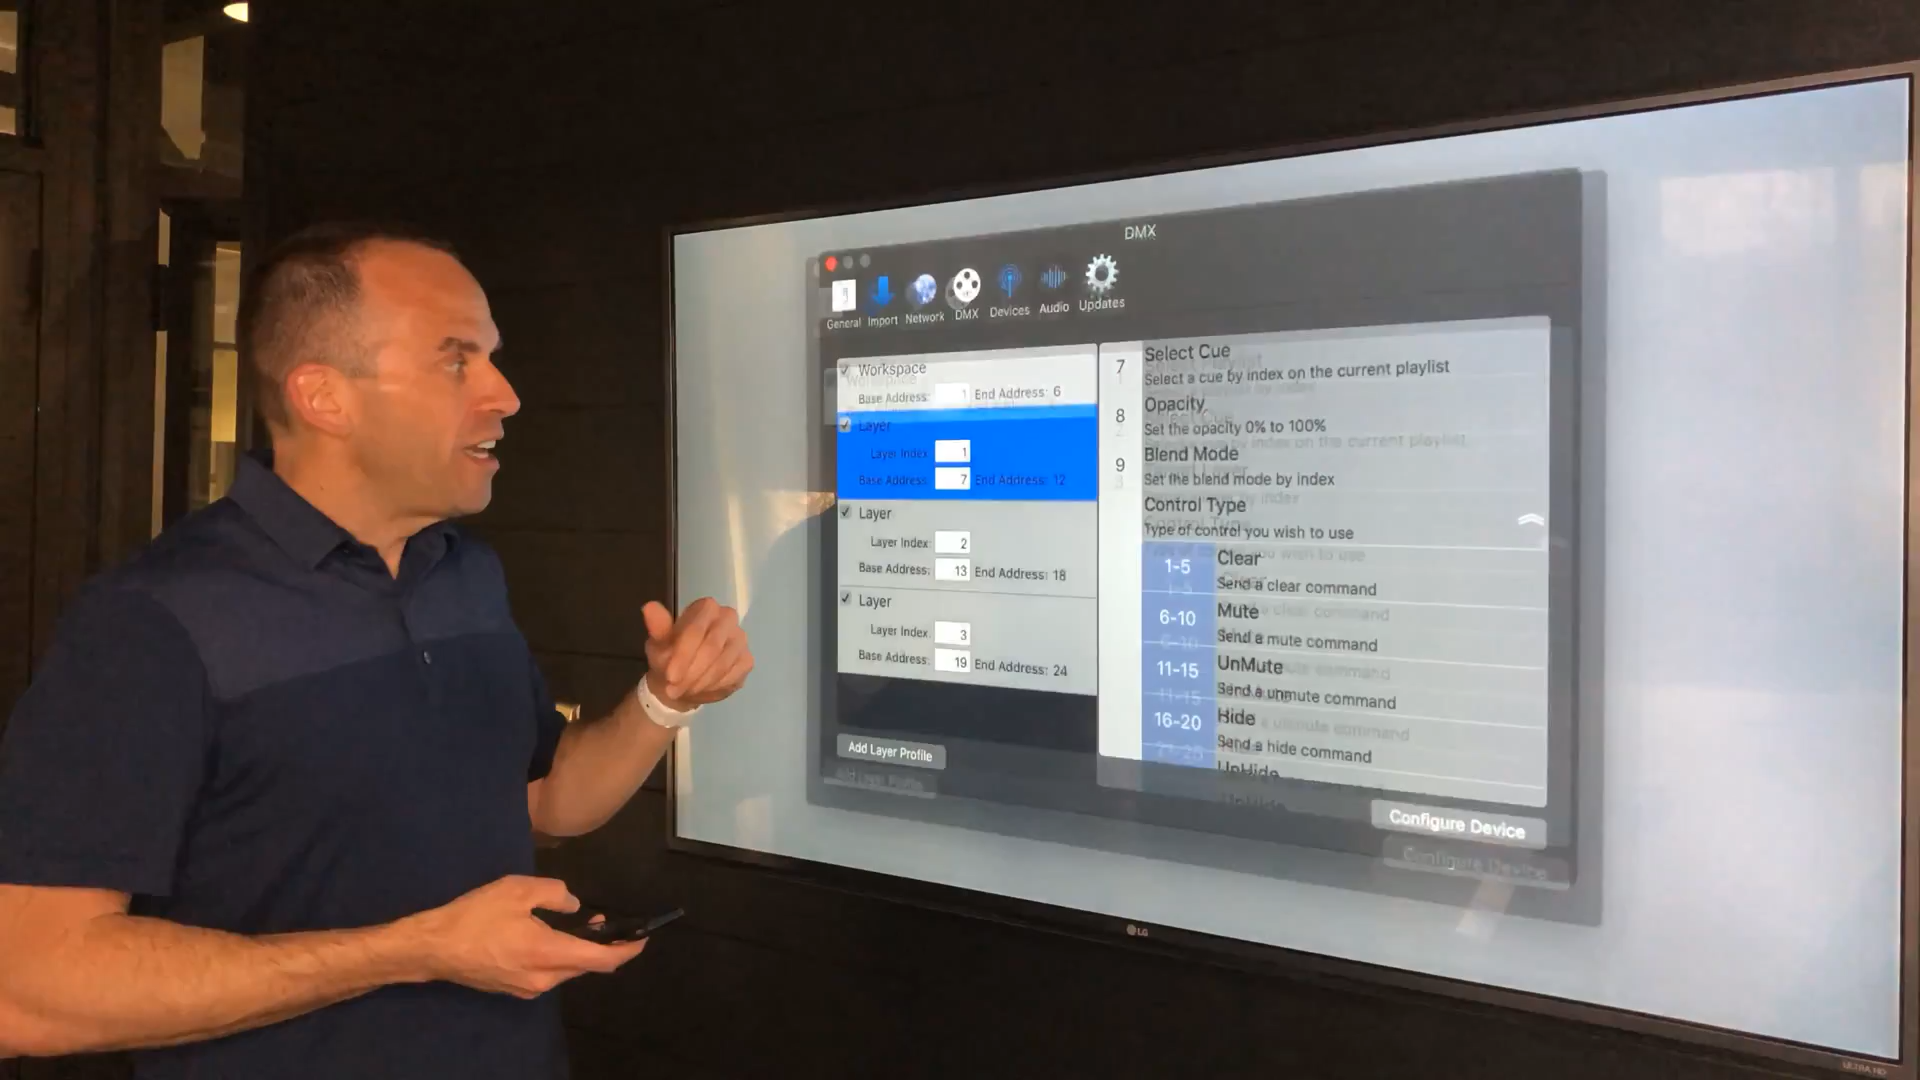 DMX
General Import Network DMX Devices Audio Updates
Workspace
Base Address: 1 End Address: 6
Layer
Layer Index: 1
Base Address: 7 End Address: 12
Layer
Layer Index: 2
Base Address: 13 End Address: 18
Layer
Layer Index: 3
Base Address: 19 End Address: 24
Add Layer Profile
7 Select Cue
Select a cue by index on the current playlist
8 Opacity
Set the opacity 0% to 100%
9 Blend Mode
Set the blend mode by index
Control Type
Type of control you wish to use
1-5 Clear
Send a clear command
6-10 Mute
Send a mute command
11-15 UnMute
Send a unmute command
16-20 Hide
Send a hide command
UnHide
Configure Device
LG
ULTRA HD